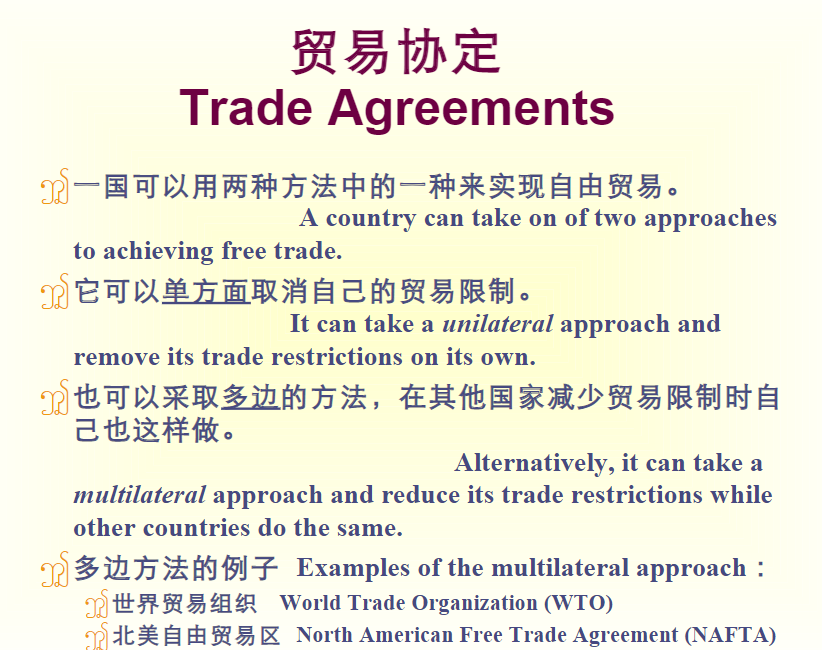 贸易协定
Trade Agreements
一国可以用两种方法中的一种来实现自由贸易。
A country can take on of two approaches
to achieving free trade.
它可以单方面取消自己的贸易限制。
It can take a unilateral approach and
remove its trade restrictions on its own.
也可以采取多边的方法，在其他国家减少贸易限制时自
己也这样做。
Alternatively, it can take a
multilateral approach and reduce its trade restrictions while
other countries do the same.
多边方法的例子 Examples of the multilateral approach：
世界贸易组织 World Trade Organization (WTO)
北美自由贸易区 North American Free Trade Agreement (NAFTA)